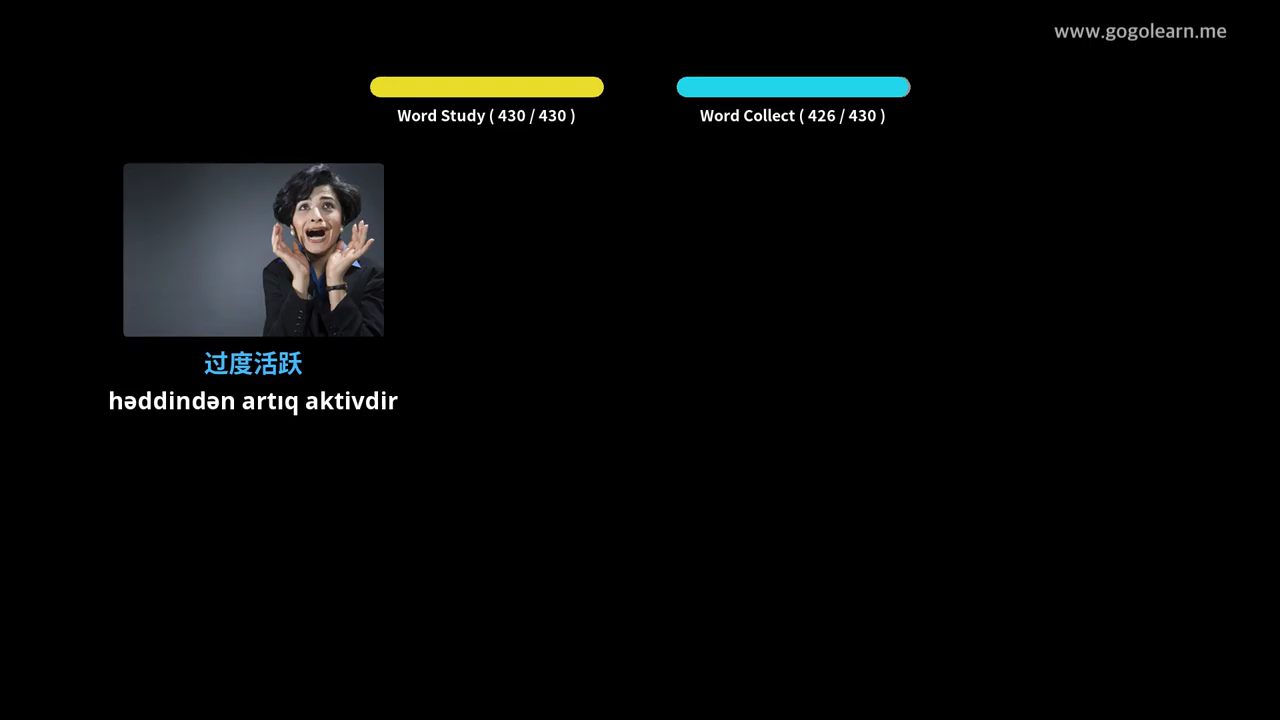 www.gogolearn.me
Word Study ( 430 / 430 )
Word Collect ( 426 / 430 )
过度活跃
həddindən artıq aktivdir